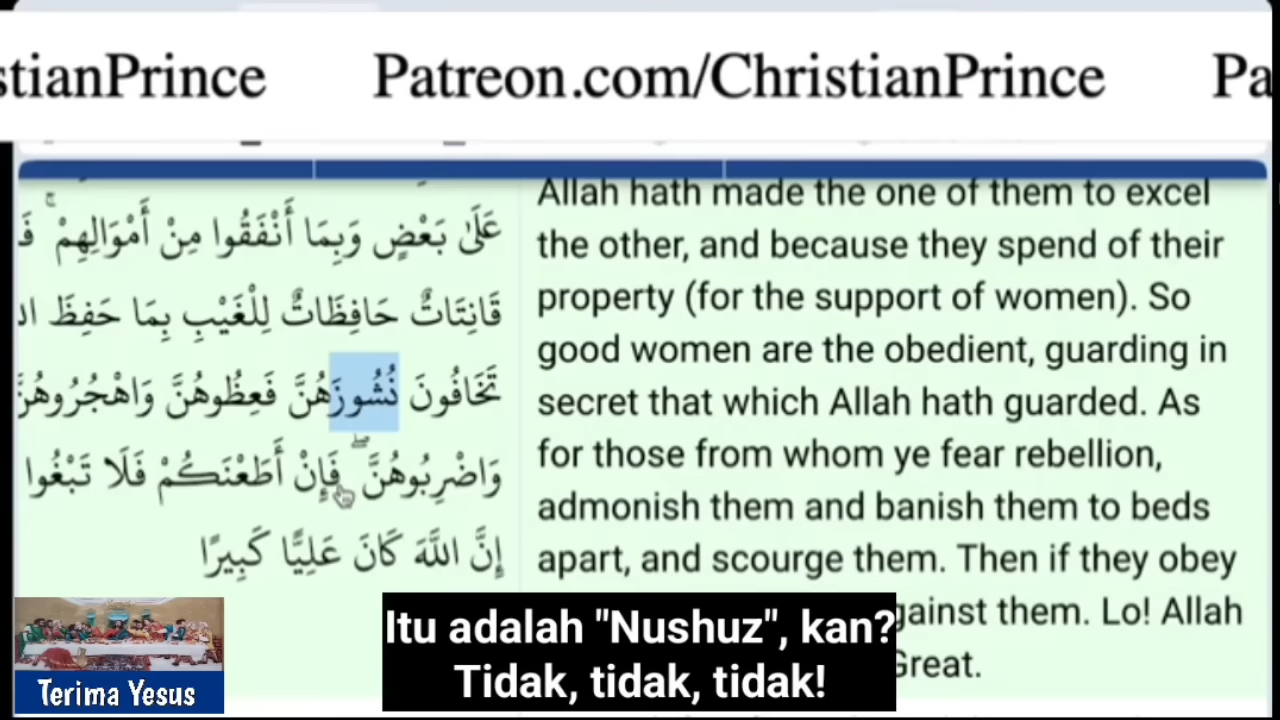 stianPrince Patreon.com/ChristianPrince Pa
عَلَىٰ بَعْضٍ وَبِمَا أَنْفَقُوا مِنْ أَمْوَالِهِمْ ۚ
قَانِتَاتٌ حَافِظَاتٌ لِلْغَيْبِ بِمَا حَفِظَ
تَخَافُونَ نُشُوزَهُنَّ فَعِظُوهُنَّ وَاهْجُرُوهُنَّ
وَاضْرِبُوهُنَّ ۖ فَإِنْ أَطَعْنَكُمْ فَلَا تَبْغُوا
إِنَّ اللَّهَ كَانَ عَلِيًّا كَبِيرًا
Allah hath made the one of them to excel
the other, and because they spend of their
property (for the support of women). So
good women are the obedient, guarding in
secret that which Allah hath guarded. As
for those from whom ye fear rebellion,
admonish them and banish them to beds
apart, and scourge them. Then if they obey
gainst them. Lo! Allah
Great.
Itu adalah "Nushuz", kan?
Tidak, tidak, tidak!
Terima Yesus